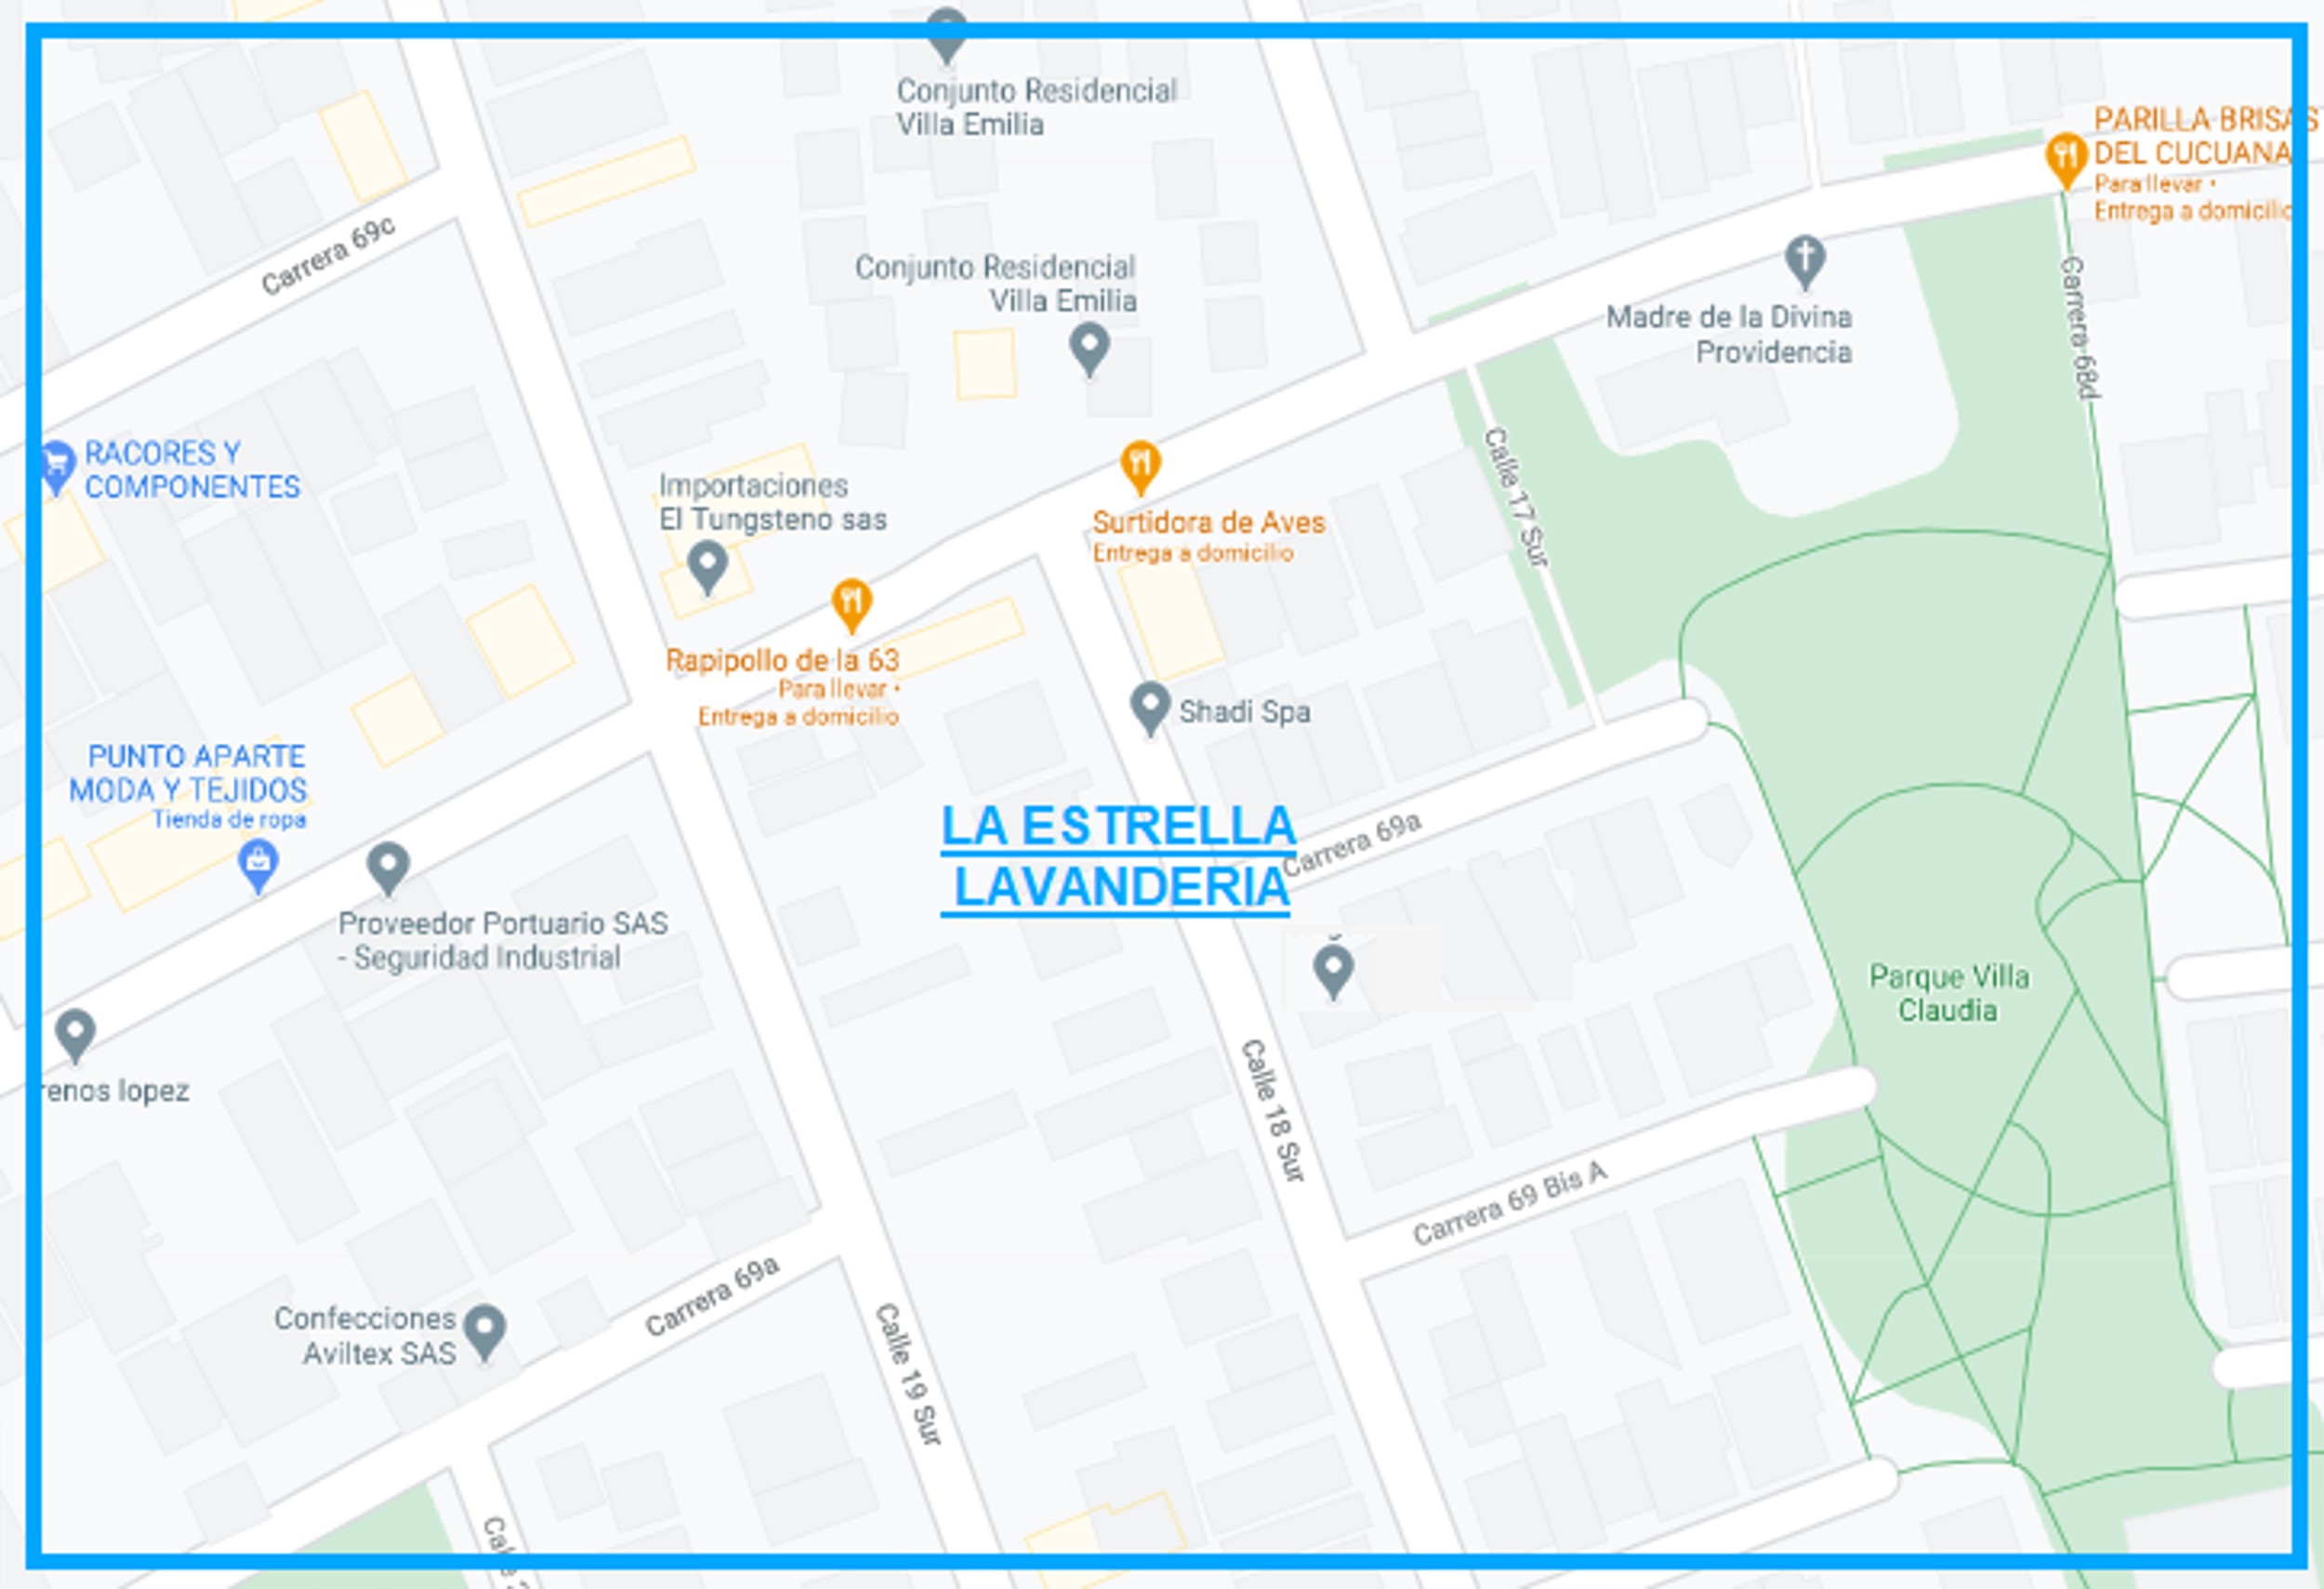 Conjunto Residencial
Villa Emilia
PARILLA BRISAS
DEL CUCUANA
Para llevar •
Entrega a domicilio
Carrera 69c
Conjunto Residencial
Villa Emilia
Madre de la Divina
Providencia
Carrera 68d
RACORES Y
COMPONENTES
Importaciones
El Tungsteno sas
Surtidora de Aves
Entrega a domicilio
Calle 17 Sur
Rapipollo de la 63
Para llevar •
Entrega a domicilio
Shadi Spa
PUNTO APARTE
MODA Y TEJIDOS
Tienda de ropa
LA ESTRELLA
LAVANDERIA
Carrera 69a
Proveedor Portuario SAS
- Seguridad Industrial
Parque Villa
Claudia
renos lopez
Calle 18 Sur
Carrera 69 Bis A
Carrera 69a
Confecciones
Aviltex SAS
Calle 19 Sur